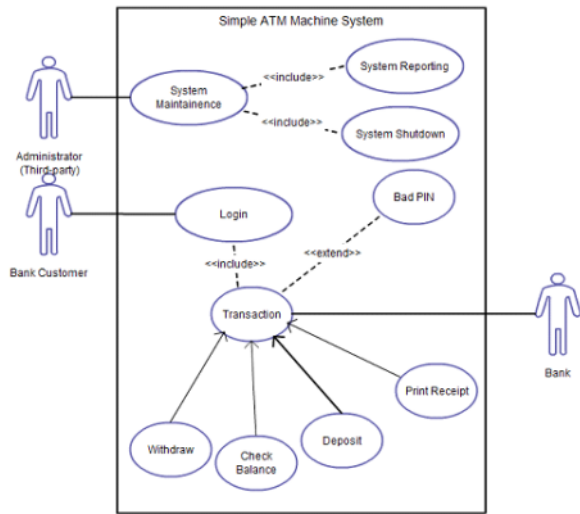 Simple ATM Machine System
System Reporting
System
Maintainence
<<include>>
<<include>>
System Shutdown
Administrator
(Third-party)
Bad PIN
Login
Bank Customer
<<extend>>
<<include>>
Transaction
Bank
Print Receipt
Withdraw
Check
Balance
Deposit